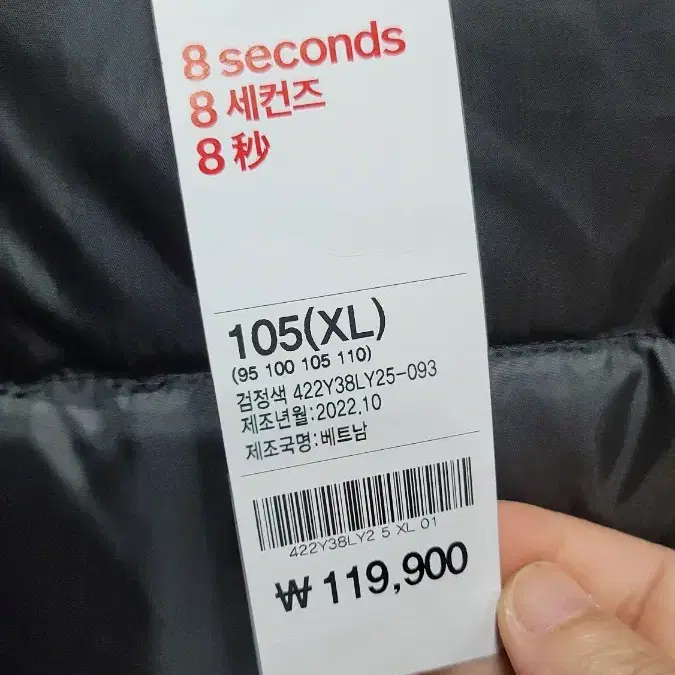 8 seconds
8 세컨즈
8 秒
105(XL)
(95 100 105 110)
검정색 422Y38LY25-093
제조년월:2022.10
제조국명:베트남
422Y38LY2 5 XL 01
₩ 119,900